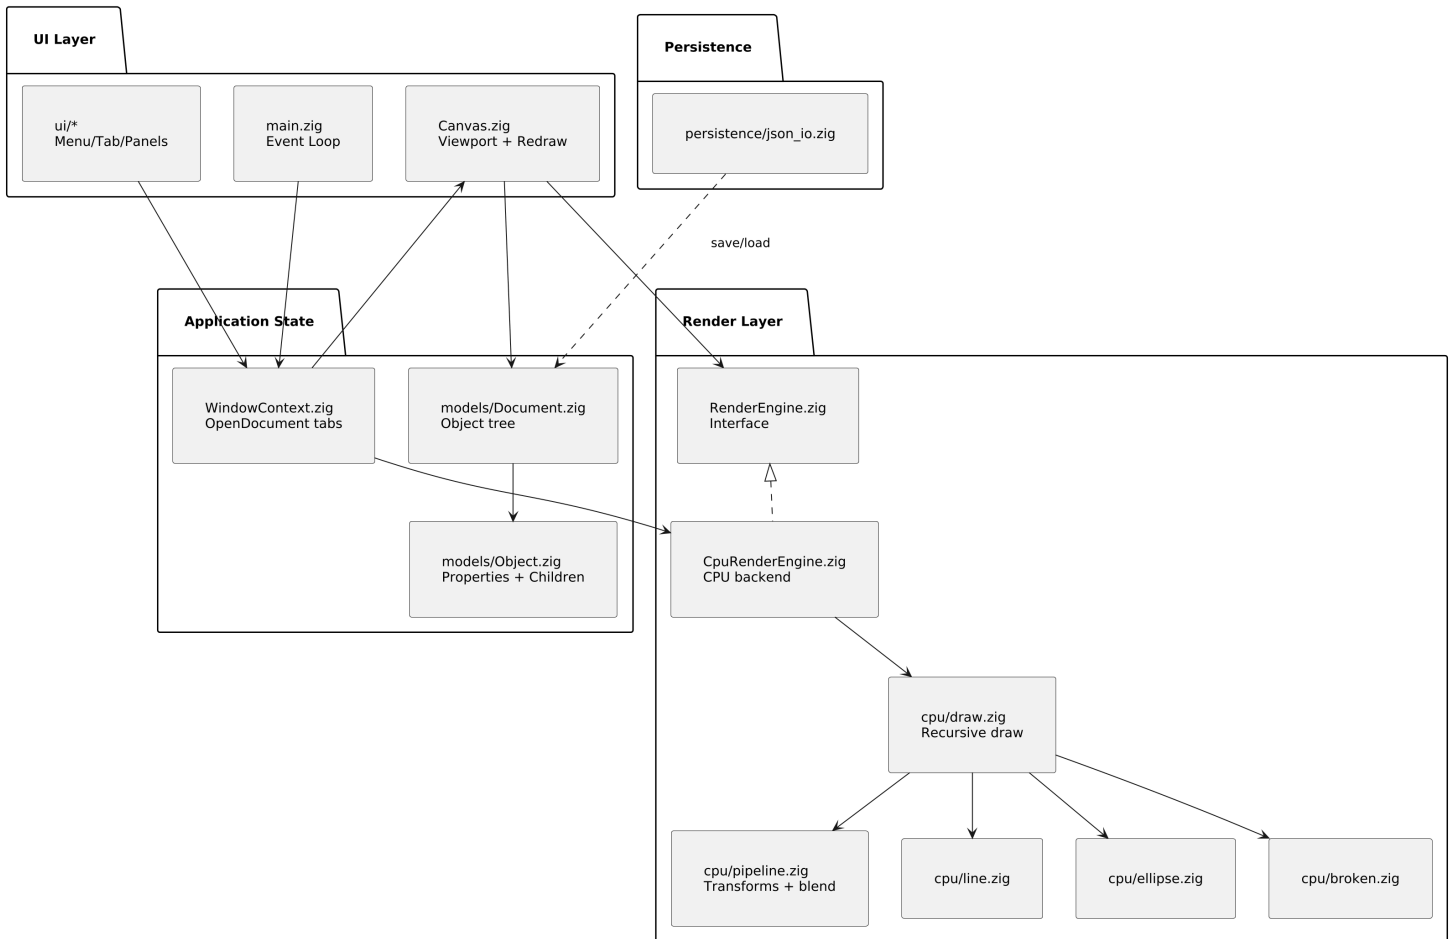 UI Layer
ui/*
Menu/Tab/Panels
main.zig
Event Loop
Canvas.zig
Viewport + Redraw
Persistence
persistence/json_io.zig
save/load
Application State
WindowContext.zig
OpenDocument tabs
models/Document.zig
Object tree
models/Object.zig
Properties + Children
Render Layer
RenderEngine.zig
Interface
CpuRenderEngine.zig
CPU backend
cpu/draw.zig
Recursive draw
cpu/pipeline.zig
Transforms + blend
cpu/line.zig
cpu/ellipse.zig
cpu/broken.zig